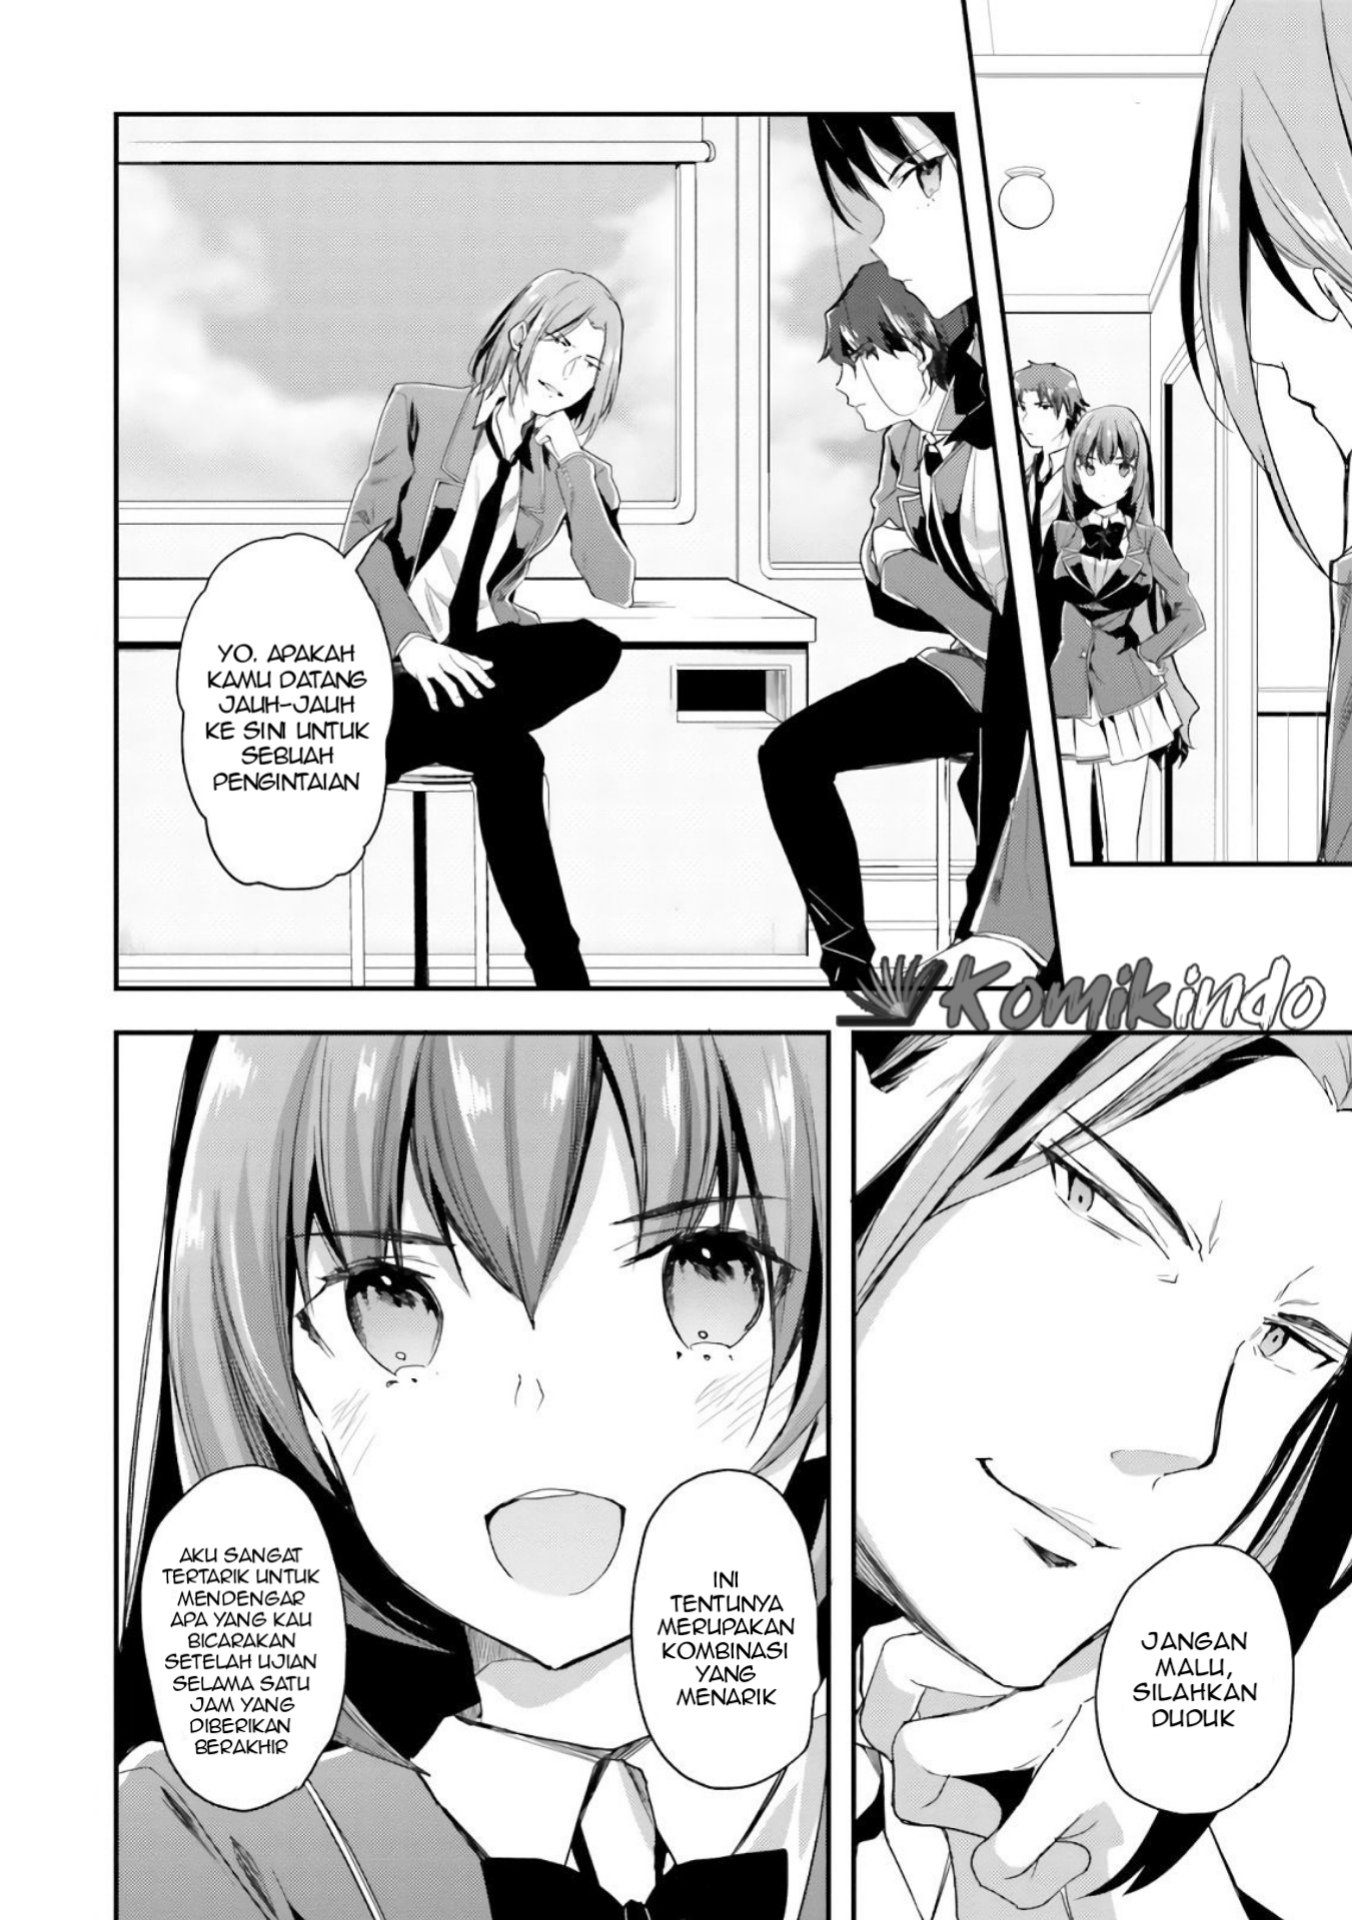 YO, APAKAH
KAMU DATANG
JAUH-JAUH
KE SINI UNTUK
SEBUAH
PENGINTAIAN
Komikindo
JANGAN
MALU,
SILAHKAN
DUDUK
INI
TENTUNYA
MERUPAKAN
KOMBINASI
YANG
MENARIK
AKU SANGAT
TERTARIK UNTUK
MENDENGAR
APA YANG KAU
BICARAKAN
SETELAH UJIAN
SELAMA SATU
JAM YANG
DIBERIKAN
BERAKHIR